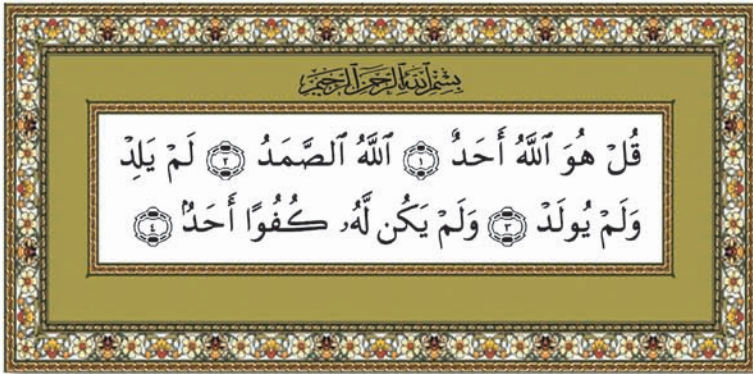 بِسْمِ ٱللَّهِ ٱلرَّحْمَٰنِ ٱلرَّحِيمِ
قُلْ هُوَ ٱللَّهُ أَحَدٌ ۝١ ٱللَّهُ ٱلصَّمَدُ ۝٢ لَمْ يَلِدْ
وَلَمْ يُولَدْ ۝٣ وَلَمْ يَكُن لَّهُۥ كُفُوًا أَحَدٌۢ ۝٤